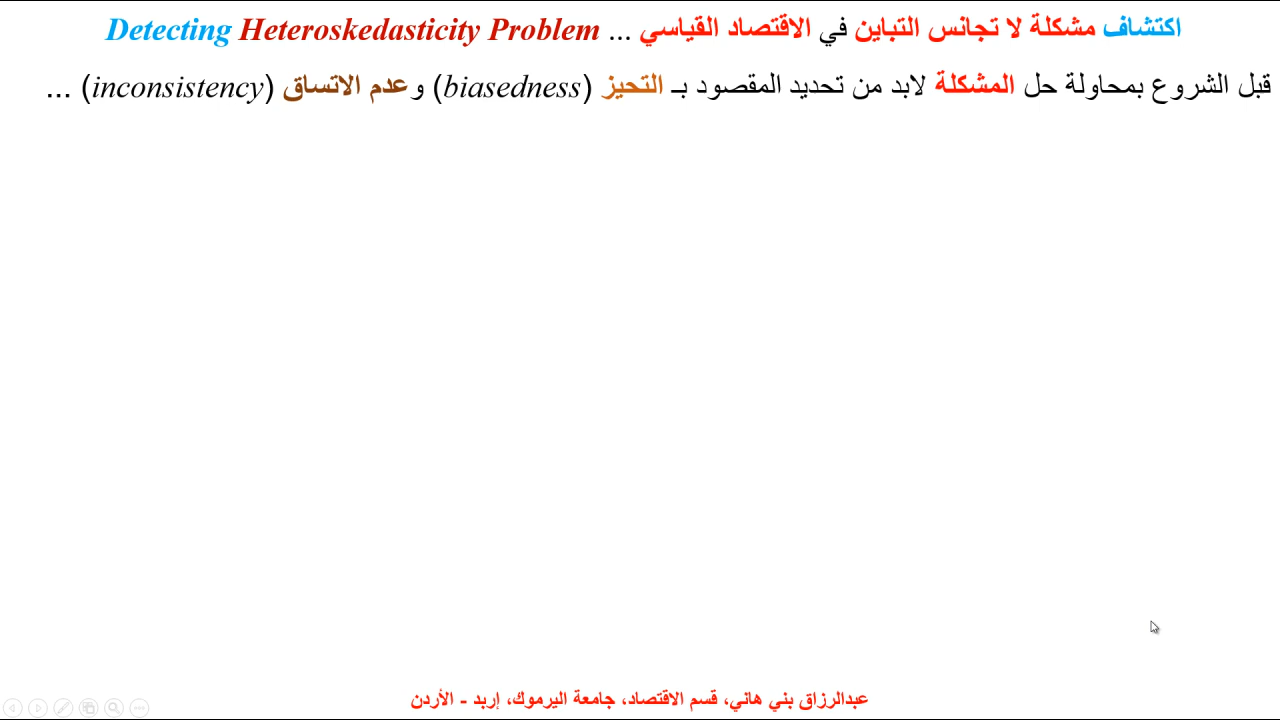 اكتشاف مشكلة لا تجانس التباين في الاقتصاد القياسي ... Detecting Heteroskedasticity Problem
قبل الشروع بمحاولة حل المشكلة لابد من تحديد المقصود بـ التحيز (biasedness) وعدم الاتساق (inconsistency) ...
عبدالرزاق بني هاني، قسم الاقتصاد، جامعة اليرموك، إربد - الأردن